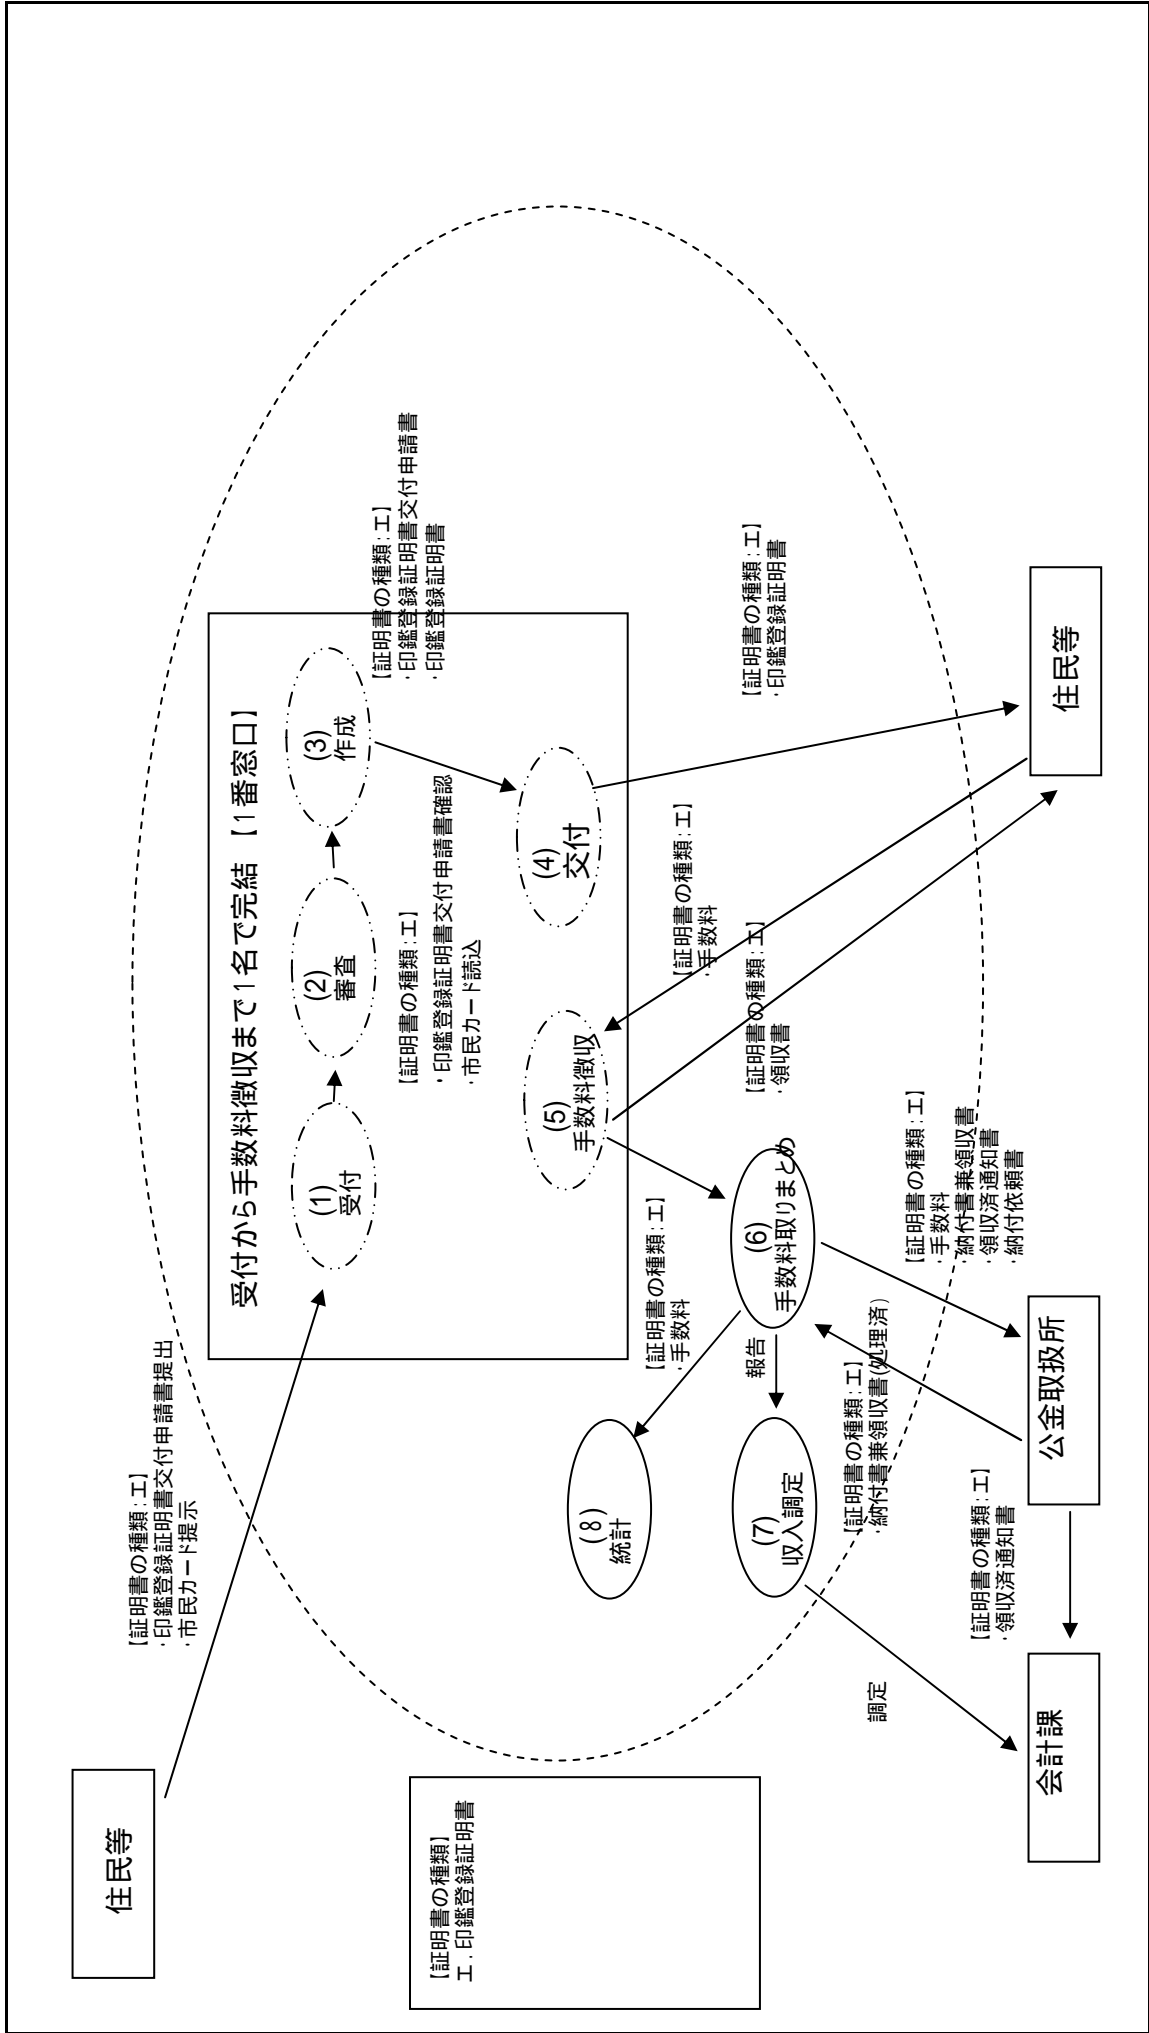 住民等
【証明書の種類:エ】
・印鑑登録証明書交付申請書提出
・市民カード提示
受付から手数料徴収まで1名で完結 【1番窓口】
(1)
受付
(2)
審査
(3)
作成
【証明書の種類:エ】
・印鑑登録証明書交付申請書
・印鑑登録証明書
【証明書の種類:エ】
・印鑑登録証明書交付申請書確認
・市民カード読込
(4)
交付
(5)
手数料徴収
【証明書の種類:エ】
・印鑑登録証明書
【証明書の種類:エ】
・手数料
【証明書の種類:エ】
・領収書
【証明書の種類:エ】
・手数料
(6)
手数料取りまとめ
報告
(7)
収入調定
(8)
統計
【証明書の種類:エ】
・手数料
・納付書兼領収書
・領収済通知書
・納付依頼書
【証明書の種類:エ】
・納付書兼領収書(処理済)
【証明書の種類:エ】
・領収済通知書
調定
【証明書の種類】
エ.印鑑登録証明書
会計課
公金取扱所
住民等